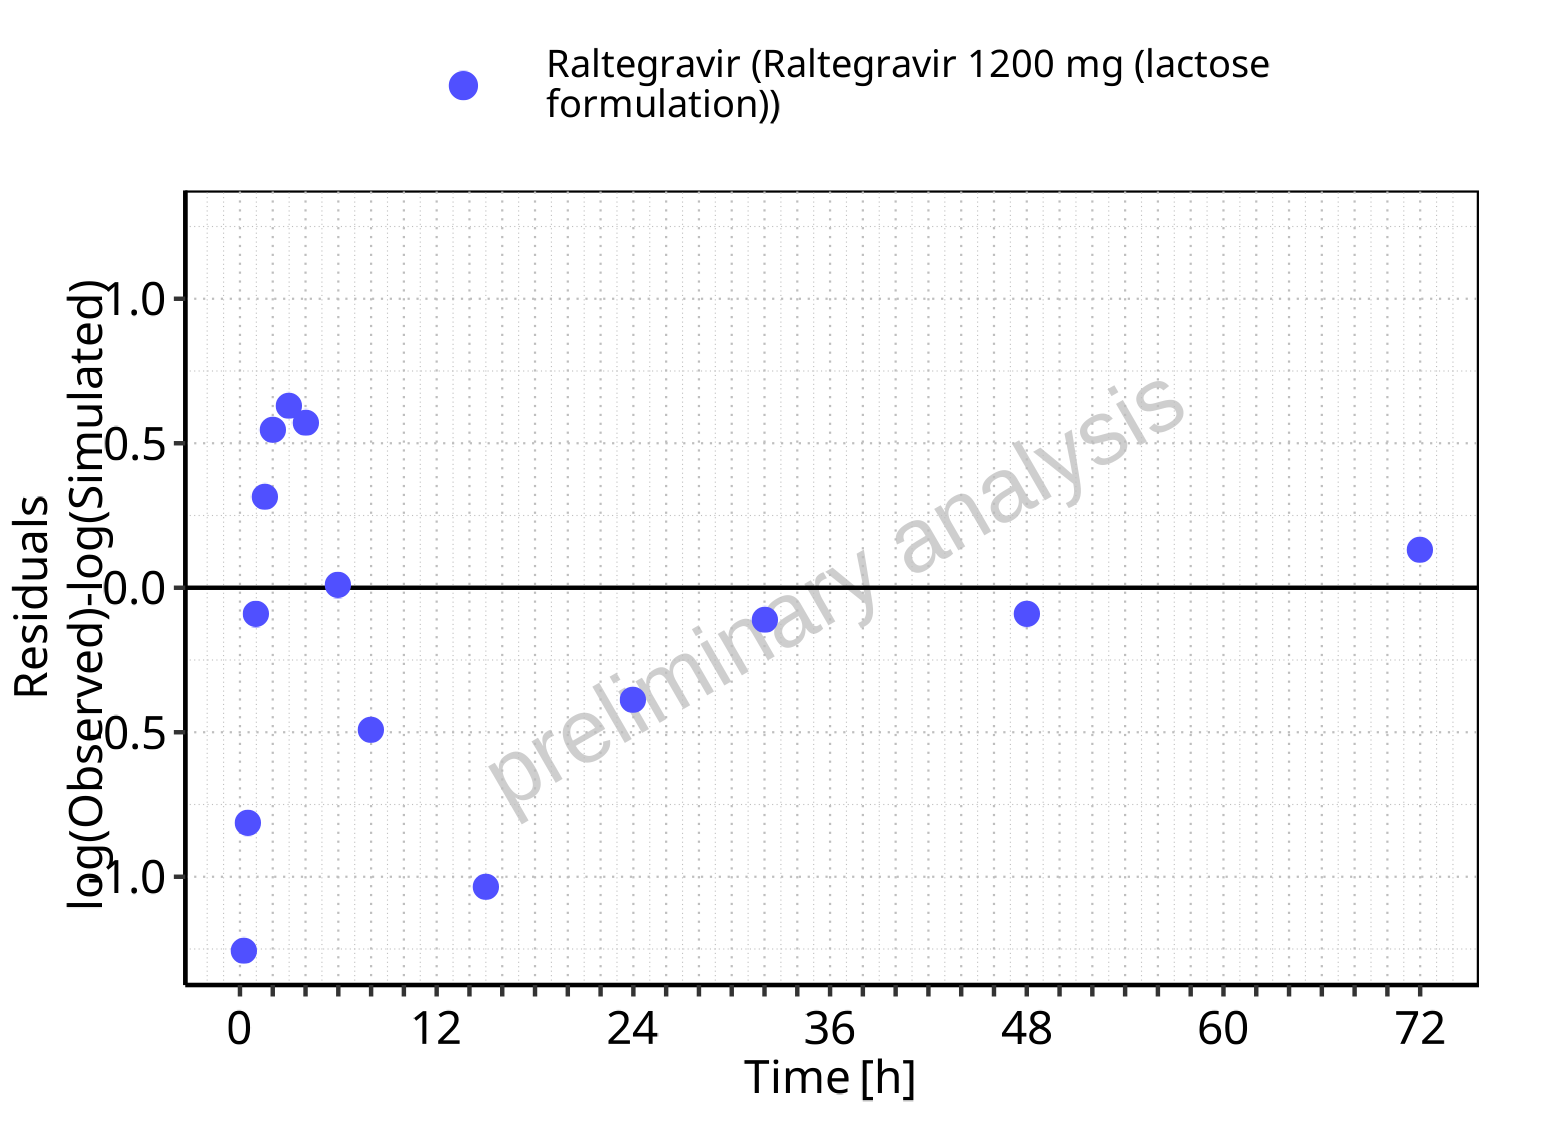 Raltegravir (Raltegravir 1200 mg (lactose
formulation))
Residuals
log(Observed)-log(Simulated)
1.0
0.5
0.0
-0.5
-1.0
preliminary analysis
0 12 24 36 48 60 72
Time [h]